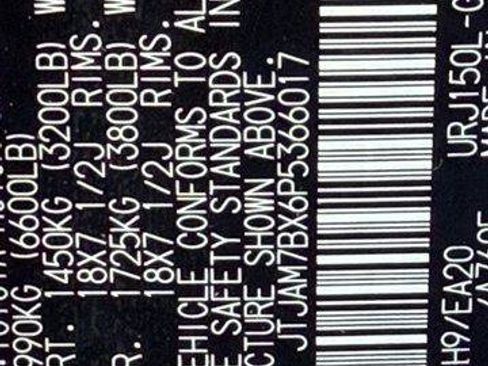 990KG (6600LB)
RT. 1450KG (3200LB) W
18X7 1/2J RIMS.
R. 1725KG (3800LB) W
18X7 1/2J RIMS.
EHICLE CONFORMS TO AL
E SAFETY STANDARDS IN
CTURE SHOWN ABOVE.
JTJAM7BX6P5366017
URJ150L-G
H9/EA20
A760F